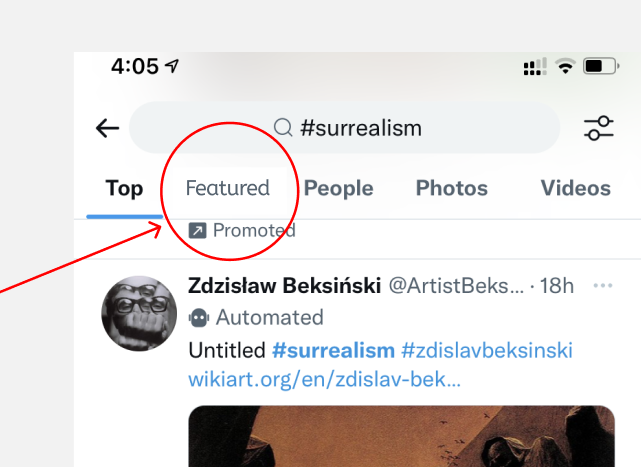 4:05
#surrealism
Top Featured People Photos Videos
Promoted
Zdzisław Beksiński @ArtistBeks... · 18h
Automated
Untitled #surrealism #zdislavbeksinski
wikiart.org/en/zdislav-bek...